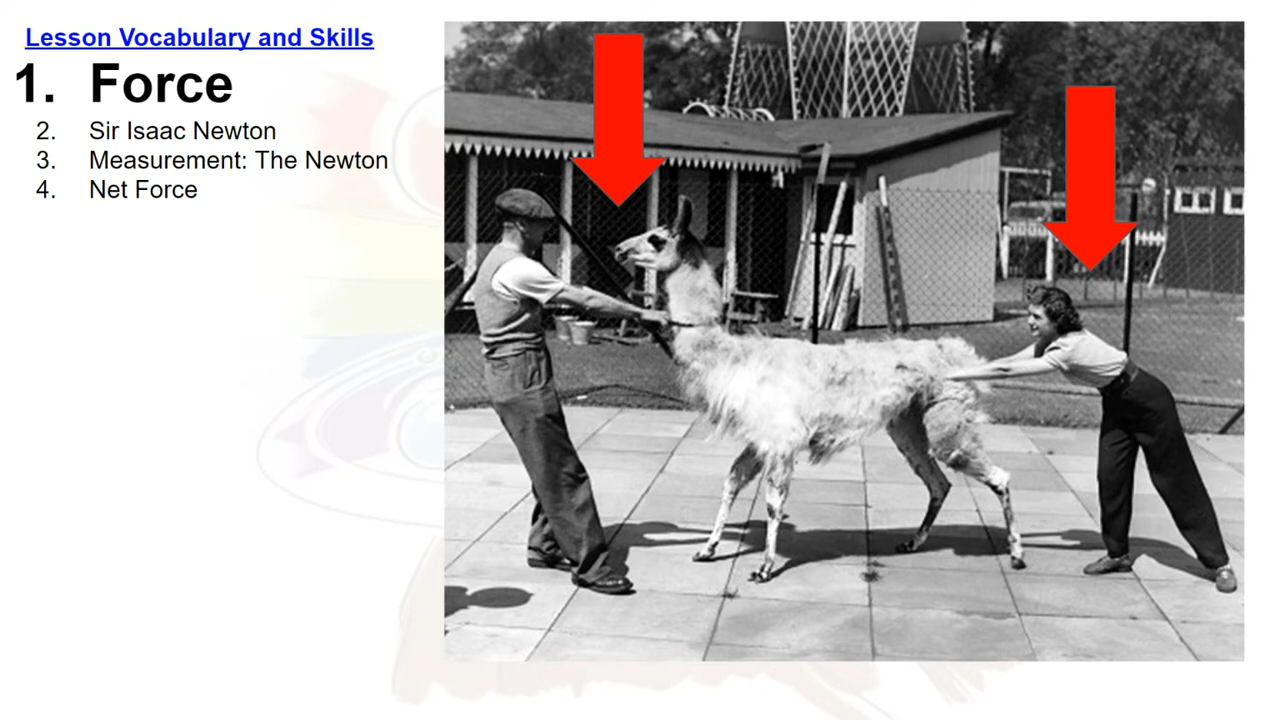 Lesson Vocabulary and Skills
1. Force
2. Sir Isaac Newton
3. Measurement: The Newton
4. Net Force